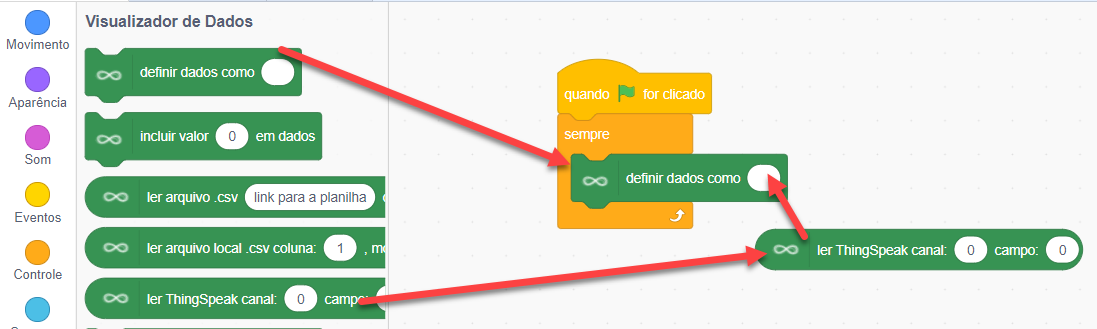 Visualizador de Dados
Movimento
Aparência
Som
Eventos
Controle
definir dados como
incluir valor 0 em dados
ler arquivo .csv link para a planilha
ler arquivo local .csv coluna: 1 , mo
ler ThingSpeak canal: 0 campo:
quando for clicado
sempre
definir dados como
ler ThingSpeak canal: 0 campo: 0